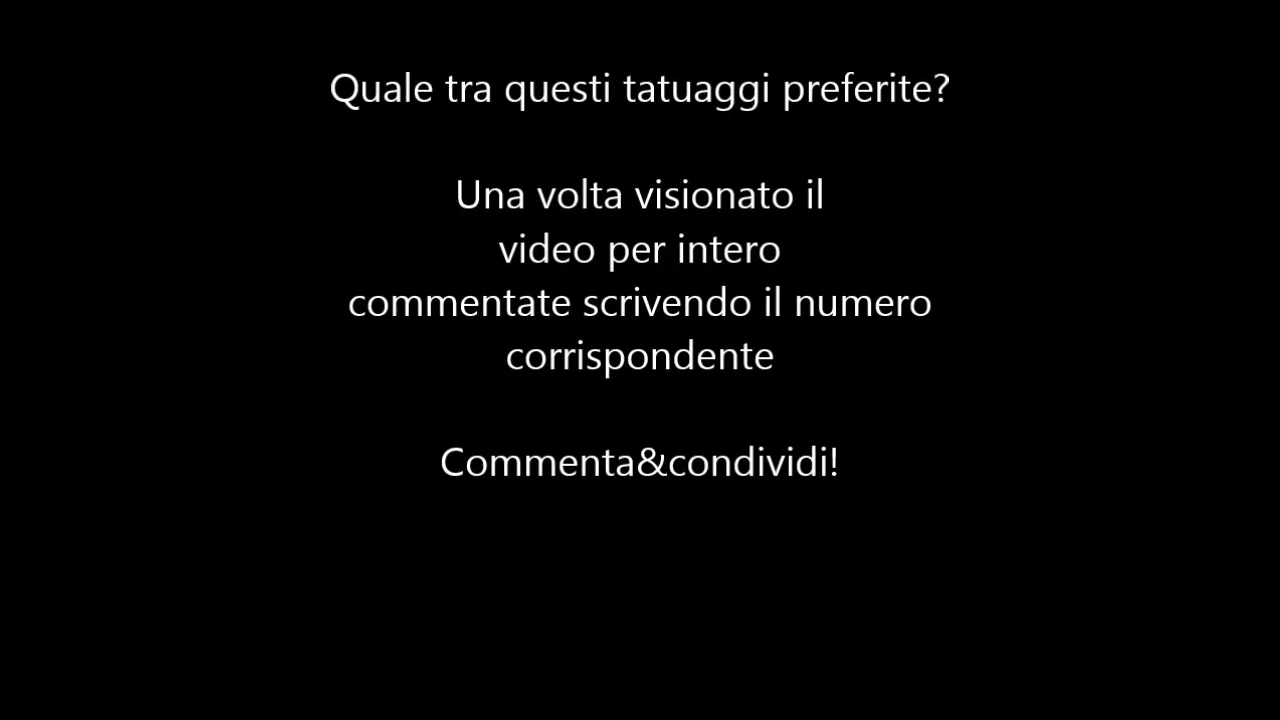 Quale tra questi tatuaggi preferite?
Una volta visionato il
video per intero
commentate scrivendo il numero
corrispondente
Commenta&condividi!